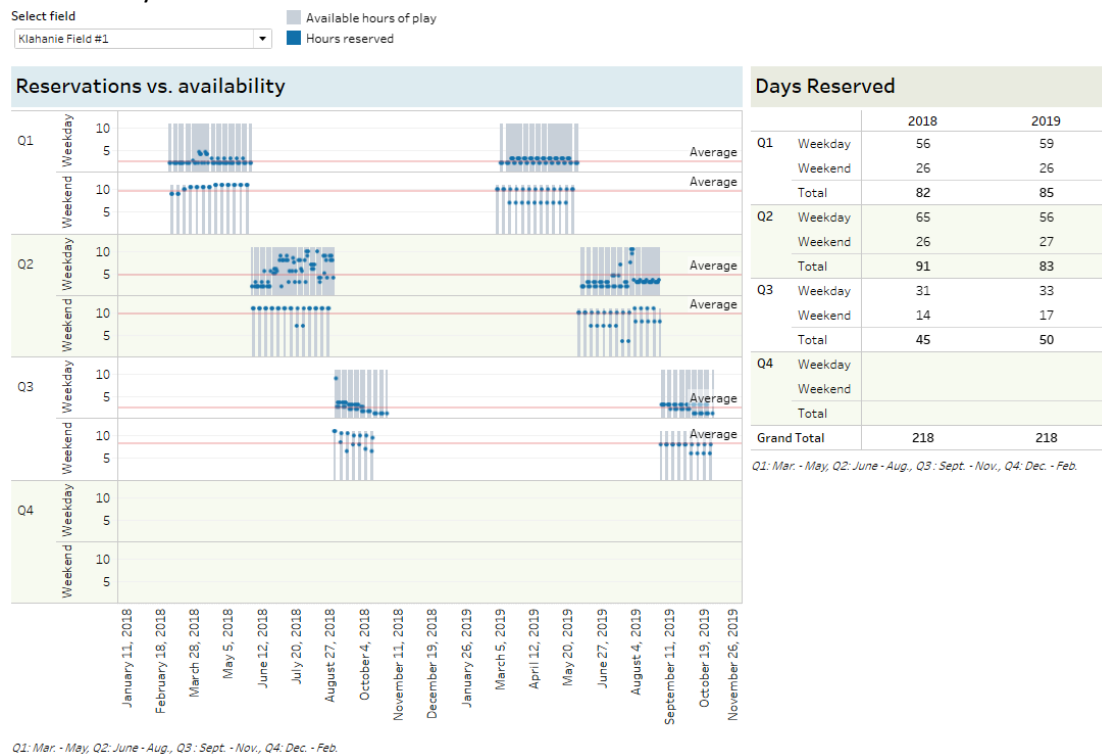 Select field
Klahanie Field #1
Available hours of play
Hours reserved
Reservations vs. availability
Q1
Weekday
10
5
Average
Weekend
10
5
Average
Q2
Weekday
10
5
Average
Weekend
10
5
Average
Q3
Weekday
10
5
Average
Weekend
10
5
Average
Q4
Weekday
10
5
Weekend
10
5
January 11, 2018
February 18, 2018
March 28, 2018
May 5, 2018
June 12, 2018
July 20, 2018
August 27, 2018
October 4, 2018
November 11, 2018
December 19, 2018
January 26, 2019
March 5, 2019
April 12, 2019
May 20, 2019
June 27, 2019
August 4, 2019
September 11, 2019
October 19, 2019
November 26, 2019
Q1: Mar. - May, Q2: June - Aug., Q3 : Sept. - Nov., Q4: Dec. - Feb.
Days Reserved
2018 2019
Q1 Weekday 56 59
Weekend 26 26
Total 82 85
Q2 Weekday 65 56
Weekend 26 27
Total 91 83
Q3 Weekday 31 33
Weekend 14 17
Total 45 50
Q4 Weekday
Weekend
Total
Grand Total 218 218
Q1: Mar. - May, Q2: June - Aug., Q3 : Sept. - Nov., Q4: Dec. - Feb.